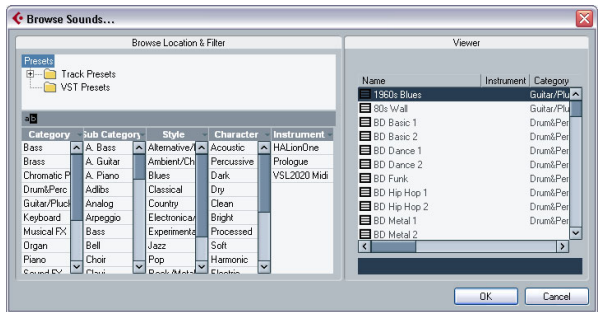 Browse Sounds...
Browse Location & Filter
Presets
Track Presets
VST Presets
Category Sub Category Style Character Instrument
Bass A. Bass Alternative/I Acoustic HALionOne
Brass A. Guitar Ambient/Ch Percussive Prologue
Chromatic P A. Piano Blues Dark VSL2020 Midi
Drum&Perc Adlibs Classical Dry
Guitar/Pluck Analog Country Clean
Keyboard Arpeggio Electronica/ Bright
Musical FX Bass Experimenta Processed
Organ Bell Jazz Soft
Piano Choir Pop Harmonic
Sound FX Clavi Rock/Metal Electric
Viewer
Name Instrument Category
1960s Blues Guitar/Plu
80s Wall Guitar/Plu
BD Basic 1 Drum&Per
BD Basic 2 Drum&Per
BD Dance 1 Drum&Per
BD Dance 2 Drum&Per
BD Funk Drum&Per
BD Hip Hop 1 Drum&Per
BD Hip Hop 2 Drum&Per
BD Metal 1 Drum&Per
BD Metal 2
OK Cancel